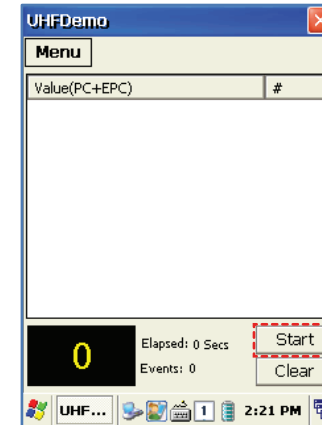 UHFDemo
Menu
Value(PC+EPC) #
0
Elapsed: 0 Secs
Events: 0
Start
Clear
UHF... 1 2:21 PM